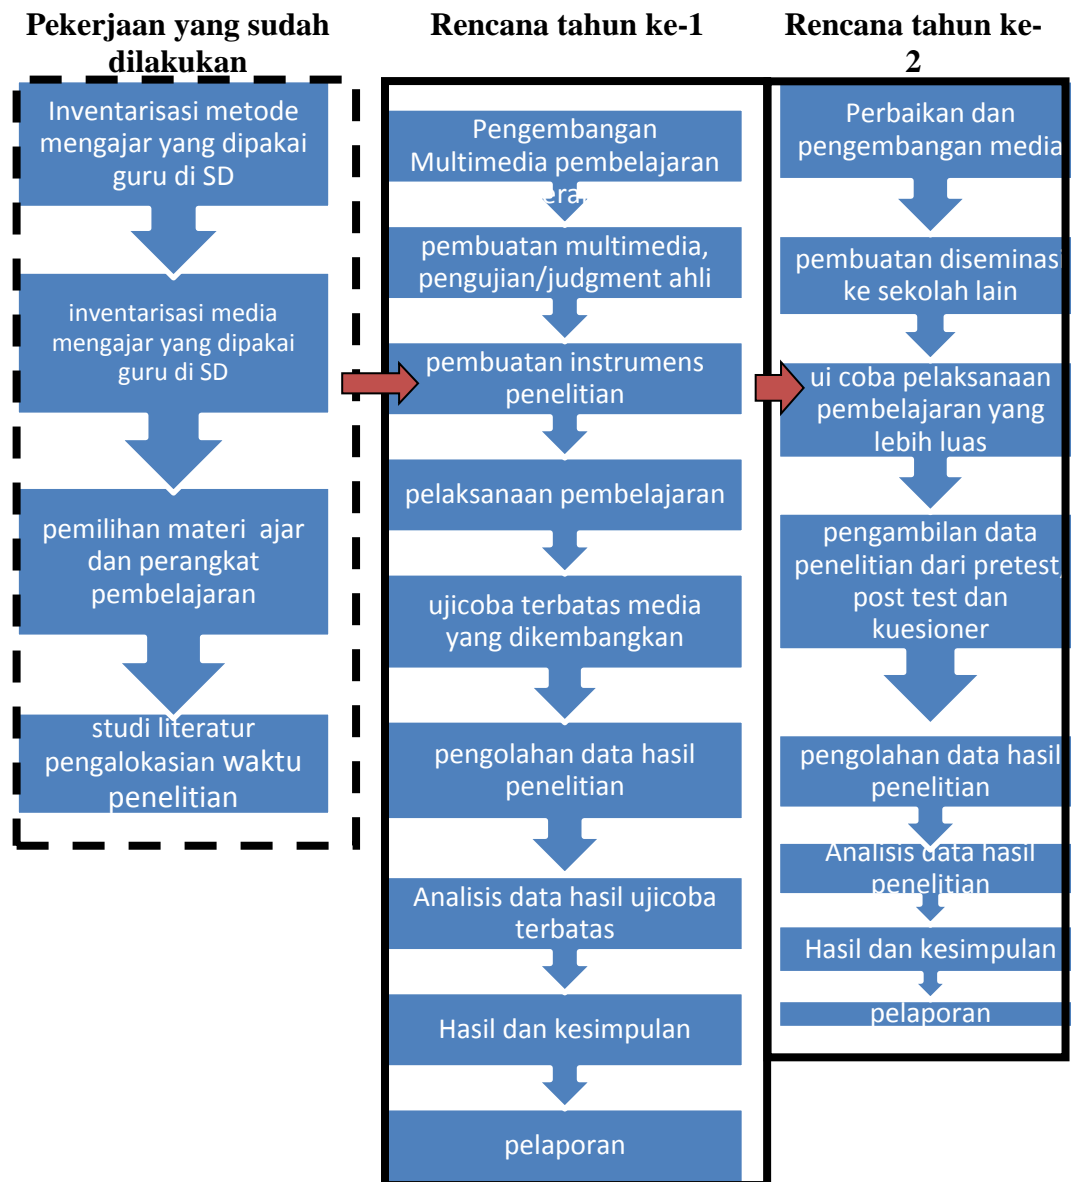 Pekerjaan yang sudah
dilakukan
Inventarisasi metode
mengajar yang dipakai
guru di SD
inventarisasi media
mengajar yang dipakai
guru di SD
pemilihan materi ajar
dan perangkat
pembelajaran
studi literatur
pengalokasian waktu
penelitian
Rencana tahun ke-1
Pengembangan
Multimedia pembelajaran
pembuatan multimedia,
pengujian/judgment ahli
pembuatan instrumens
penelitian
pelaksanaan pembelajaran
ujicoba terbatas media
yang dikembangkan
pengolahan data hasil
penelitian
Analisis data hasil ujicoba
terbatas
Hasil dan kesimpulan
pelaporan
Rencana tahun ke-
2
Perbaikan dan
pengembangan media
pembuatan diseminasi
ke sekolah lain
ui coba pelaksanaan
pembelajaran yang
lebih luas
pengambilan data
penelitian dari pretest,
post test dan
kuesioner
pengolahan data hasil
penelitian
Analisis data hasil
penelitian
Hasil dan kesimpulan
pelaporan